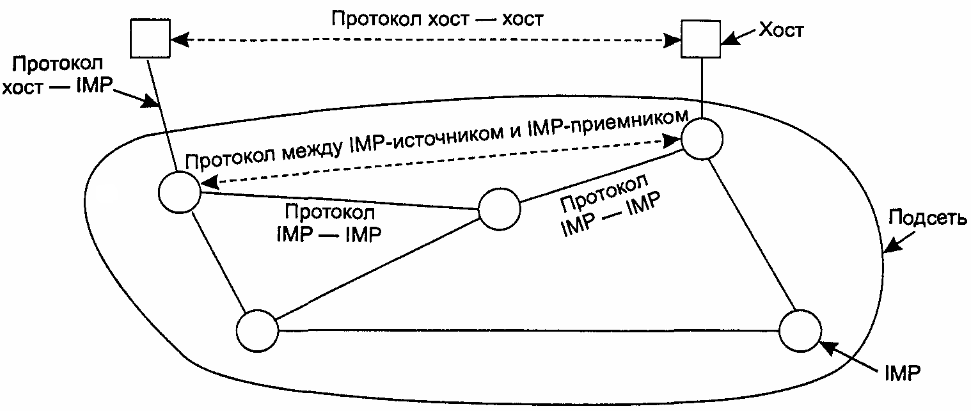 Протокол хост — хост
Хост
Протокол
хост — IMP
Протокол между IMP-источником и IMP-приемником
Протокол
IMP — IMP
Протокол
IMP — IMP
Подсеть
IMP